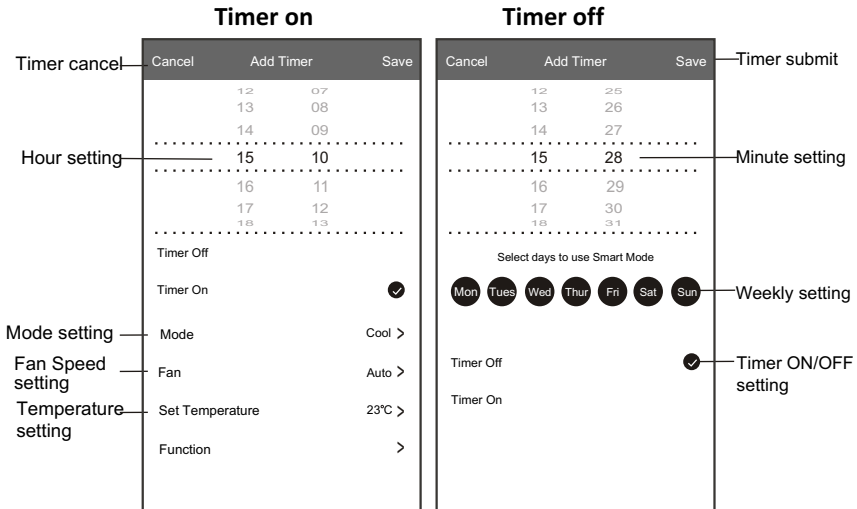 Timer on
Timer off
Timer cancel
Cancel
Add Timer
Save
12 07
13 08
14 09
Hour setting
15 10
16 11
17 12
18 13
Timer Off
Timer On
Mode setting
Mode
Cool >
Fan Speed
setting
Fan
Auto >
Temperature
setting
Set Temperature
23℃ >
Function
>
Cancel
Add Timer
Save
Timer submit
12 25
13 26
14 27
15 28
Minute setting
16 29
17 30
18 31
Select days to use Smart Mode
Mon Tues Wed Thur Fri Sat Sun
Weekly setting
Timer Off
Timer ON/OFF
setting
Timer On